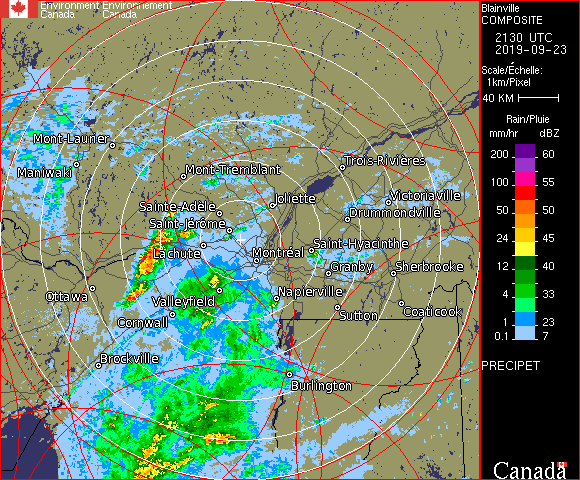 Environment Environnement
Canada Canada
Blainville
COMPOSITE
2130 UTC
2019-09-23
Scale/Échelle:
1km/Pixel
40 KM
Rain/Pluie
mm/hr dBZ
200 60
100 55
50 50
24 45
12 40
4 33
1 23
0.1 7
PRECIPET
Canada
Mont-Laurier
Maniwaki
Mont-Tremblant
Trois-Rivières
Sainte-Adèle
Joliette
Victoriaville
Drummondville
Saint-Jérôme
Lachute
Montréal
Saint-Hyacinthe
Granby
Sherbrooke
Ottawa
Valleyfield
Napierville
Cornwall
Sutton
Coaticook
Brockville
Burlington